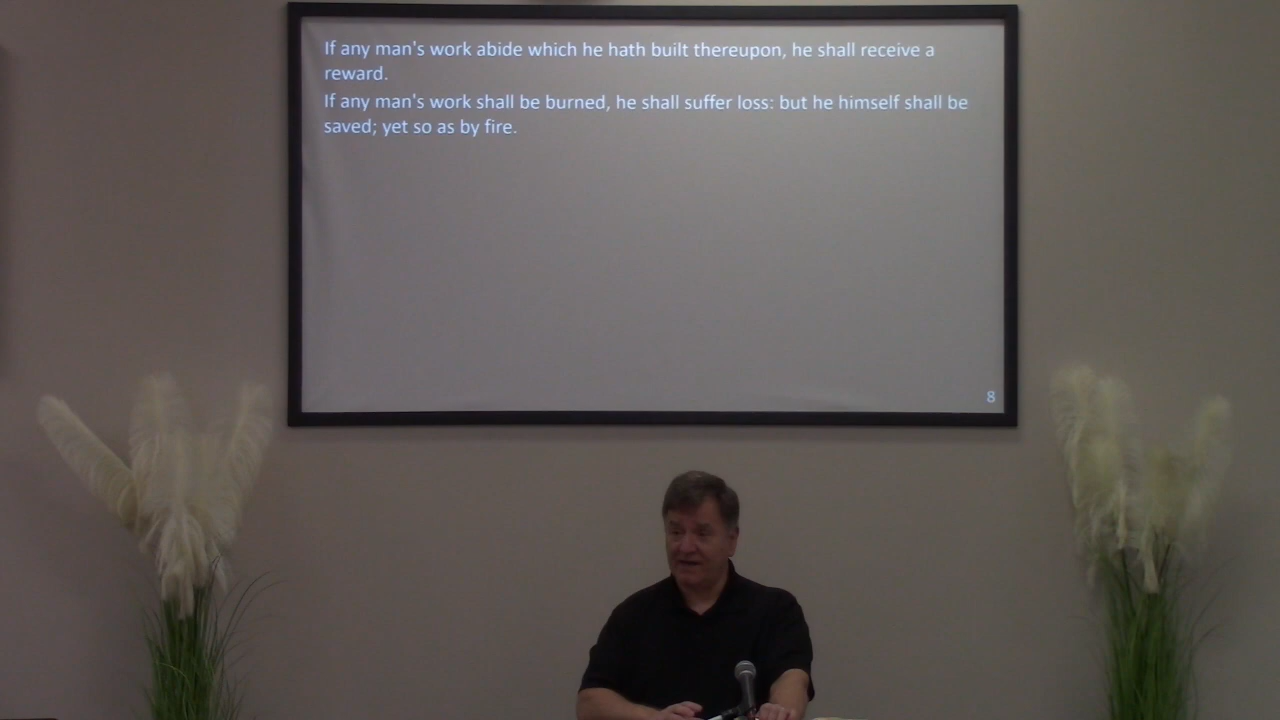 If any man's work abide which he hath built thereupon, he shall receive a
reward.
If any man's work shall be burned, he shall suffer loss: but he himself shall be
saved; yet so as by fire.
8